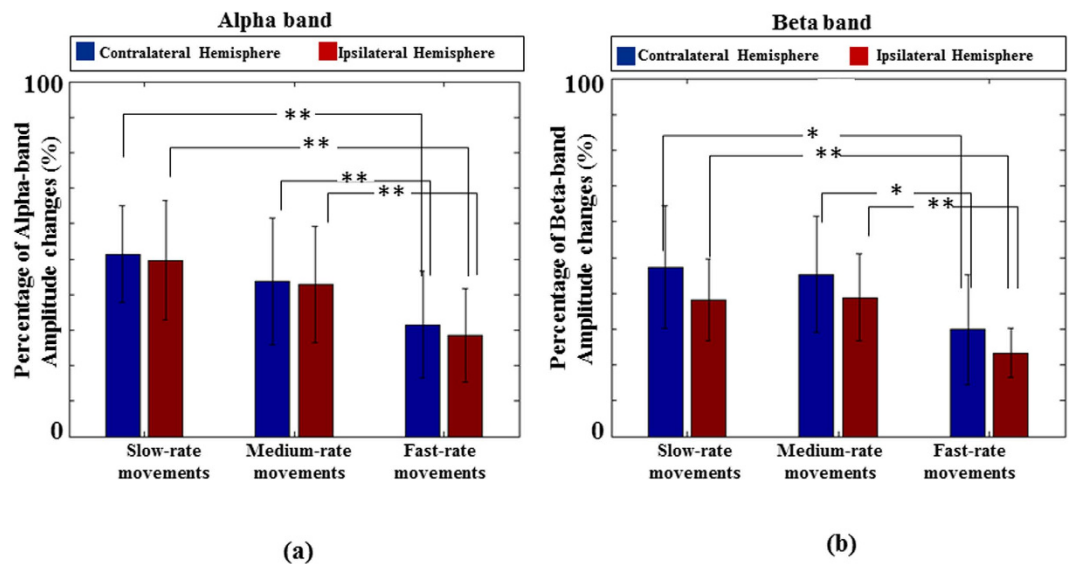 Alpha band
Contralateral Hemisphere
Ipsilateral Hemisphere
100
Percentage of Alpha-band
Amplitude changes (%)
0
**
**
**
**
Slow-rate
movements
Medium-rate
movements
Fast-rate
movements
(a)
Beta band
Contralateral Hemisphere
Ipsilateral Hemisphere
100
Percentage of Beta-band
Amplitude changes (%)
0
*
**
*
**
Slow-rate
movements
Medium-rate
movements
Fast-rate
movements
(b)